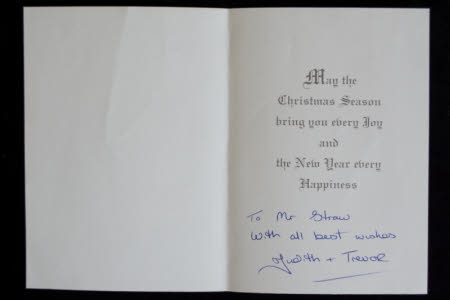 May the
Christmas Season
bring you every Joy
and
the New Year every
Happiness
To Mr Straw
With all best wishes
Judith + Trevor